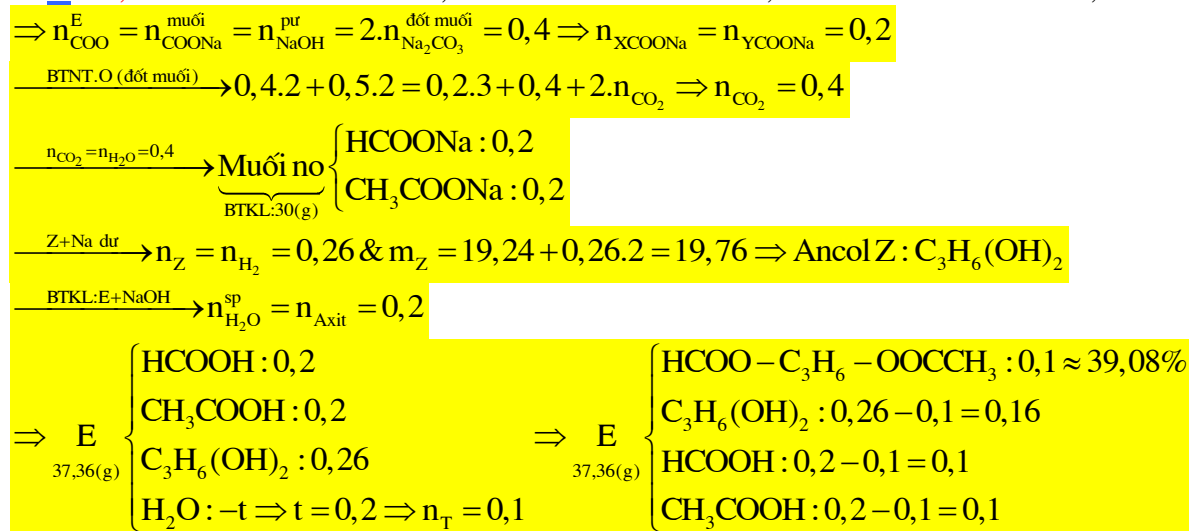 ⇒ n^E_COO = n^muối_COONa = n^pư_NaOH = 2.n^đốt muối_Na₂CO₃ = 0,4 ⇒ n_XCOONa = n_YCOONa = 0,2
BTNT.O (đốt muối) → 0,4.2 + 0,5.2 = 0,2.3 + 0,4 + 2.n_CO₂ ⇒ n_CO₂ = 0,4
n_CO₂ = n_H₂O = 0,4 → Muối no { HCOONa : 0,2
CH₃COONa : 0,2
BTKL:30(g)
Z+Na dư → n_Z = n_H₂ = 0,26 & m_Z = 19,24 + 0,26.2 = 19,76 ⇒ Ancol Z : C₃H₆(OH)₂
BTKL:E+NaOH → n^sp_H₂O = n_Axit = 0,2
⇒ E 37,36(g) { HCOOH : 0,2
CH₃COOH : 0,2
C₃H₆(OH)₂ : 0,26
H₂O : −t ⇒ t = 0,2 ⇒ n_T = 0,1
⇒ E 37,36(g) { HCOO − C₃H₆ − OOCCH₃ : 0,1 ≈ 39,08%
C₃H₆(OH)₂ : 0,26 − 0,1 = 0,16
HCOOH : 0,2 − 0,1 = 0,1
CH₃COOH : 0,2 − 0,1 = 0,1